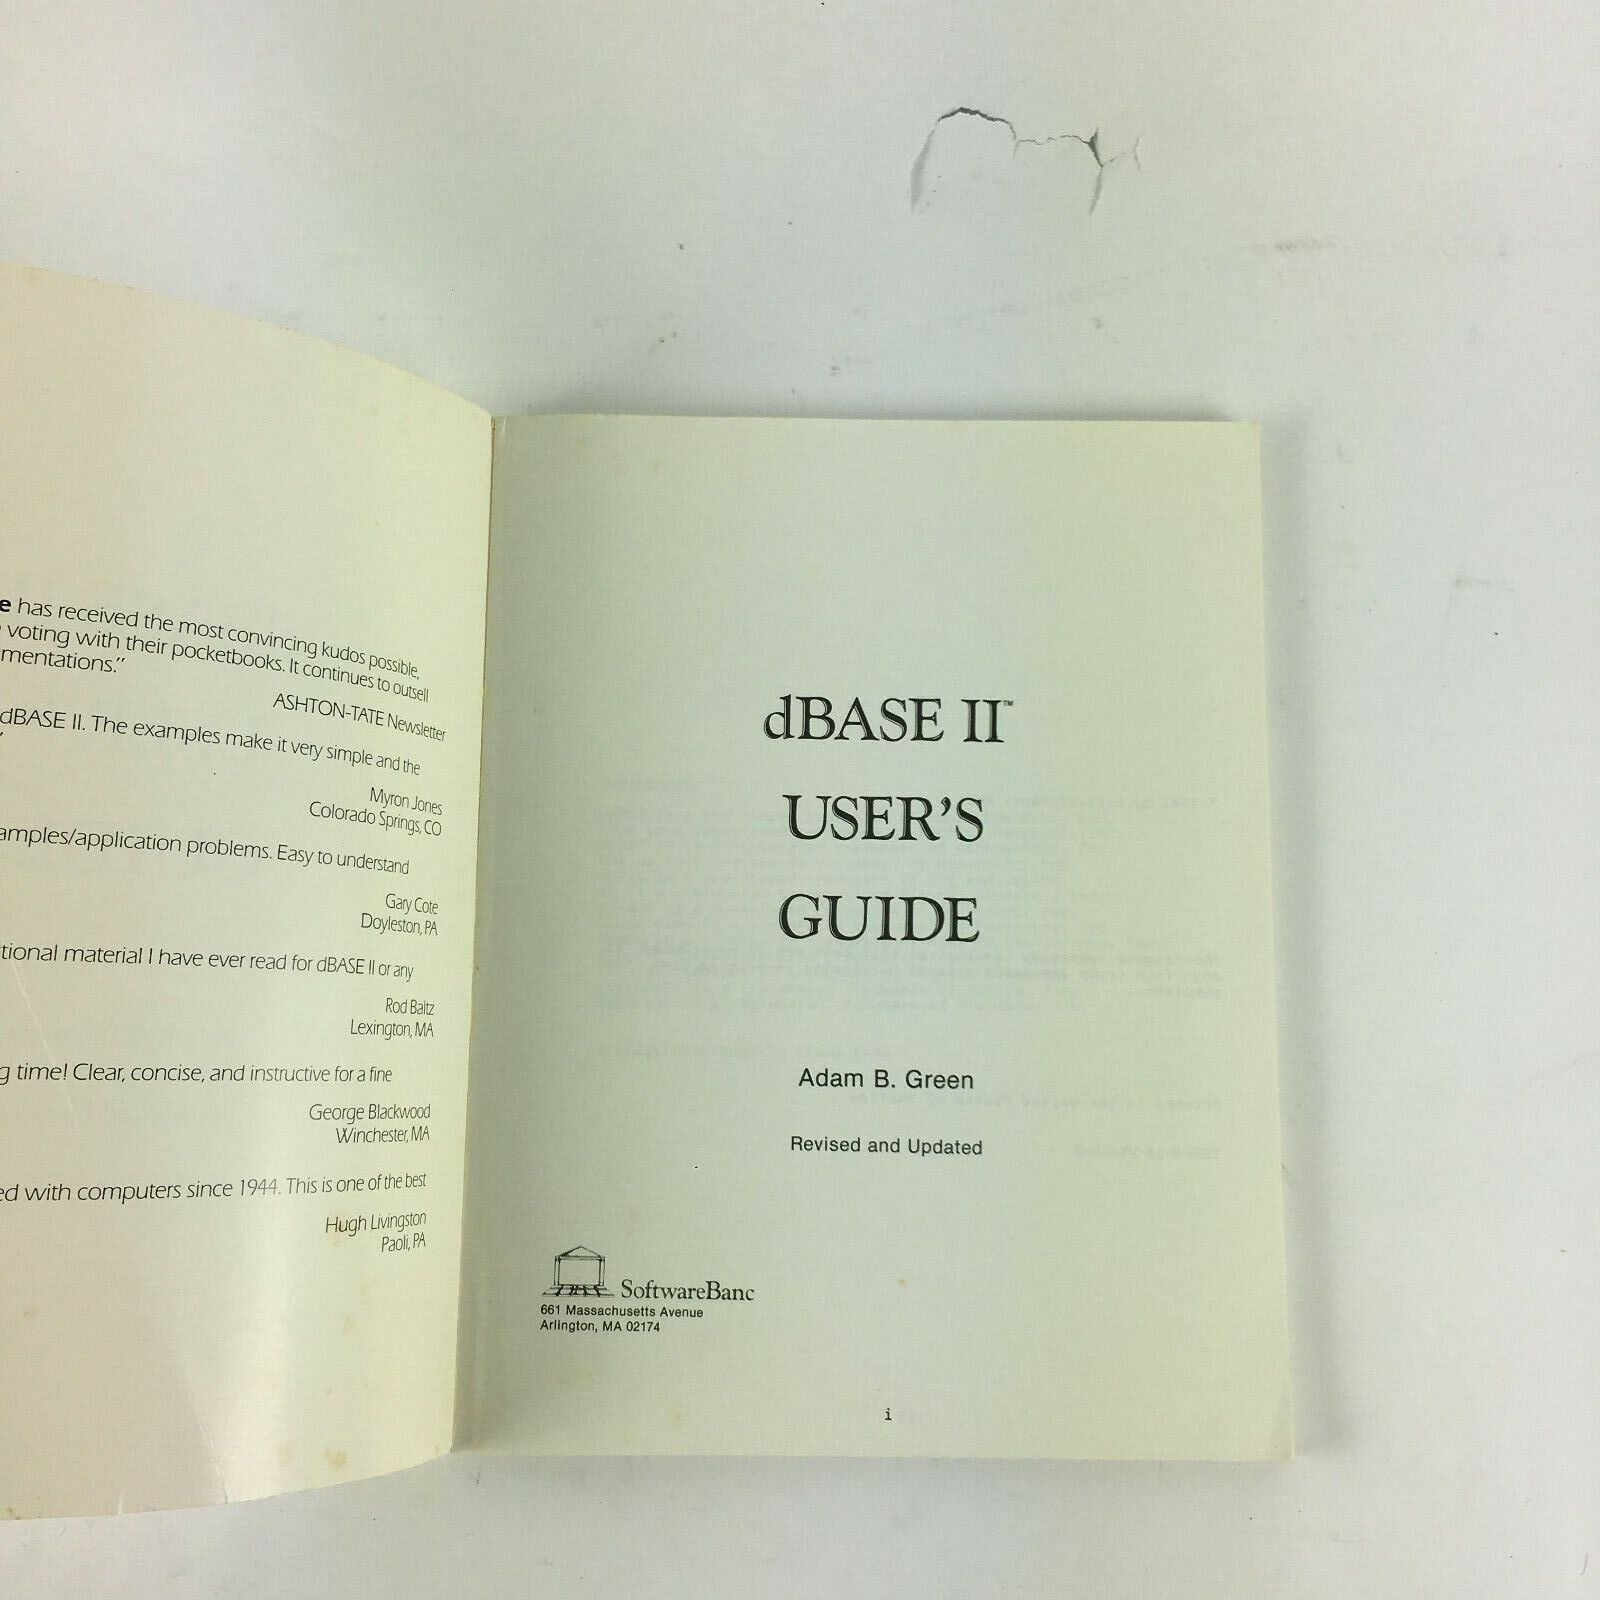 e has received the most convincing kudos possible,
voting with their pocketbooks. It continues to outsell
mentations."
ASHTON-TATE Newsletter
dBASE II. The examples make it very simple and the
Myron Jones
Colorado Springs, CO
amples/application problems. Easy to understand
Gary Cote
Doyleston, PA
tional material I have ever read for dBASE II or any
Rod Baltz
Lexington, MA
g time! Clear, concise, and instructive for a fine
George Blackwood
Winchester, MA
ed with computers since 1944. This is one of the best
Hugh Livingston
Paoli, PA
dBASE II™
USER'S
GUIDE
Adam B. Green
Revised and Updated
SoftwareBanc
661 Massachusetts Avenue
Arlington, MA 02174
i